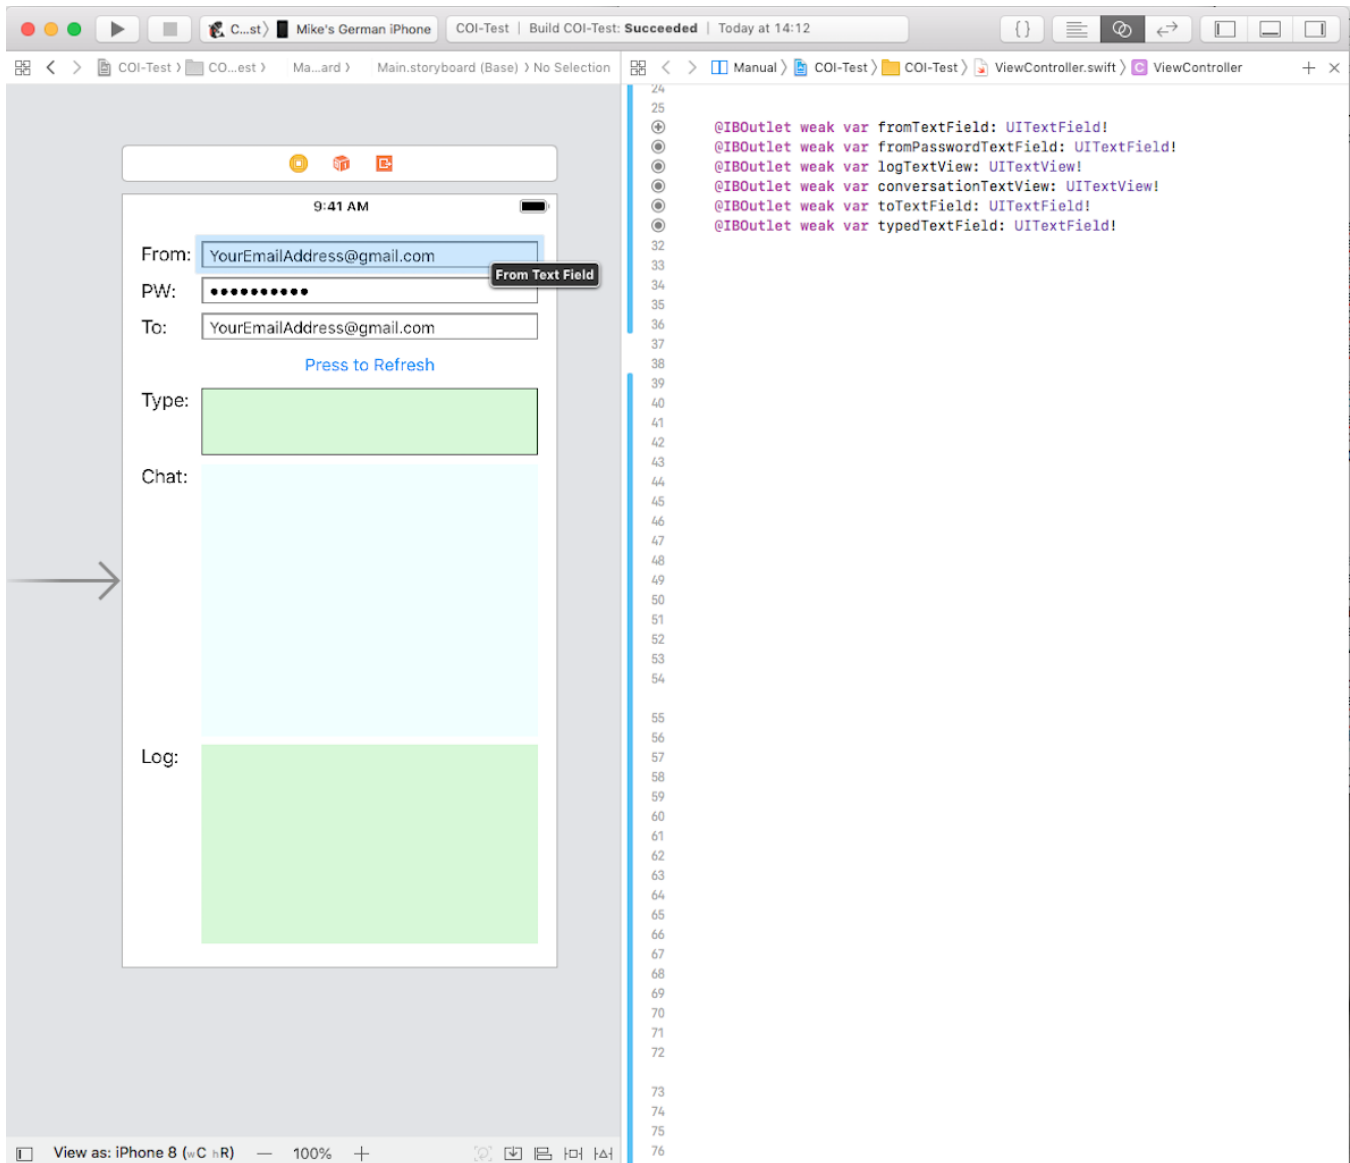 C...st⟩ Mike's German iPhone COI-Test | Build COI-Test: Succeeded | Today at 14:12 {}
COI-Test ⟩ CO...est ⟩ Ma...ard ⟩ Main.storyboard (Base) ⟩ No Selection
Manual ⟩ COI-Test ⟩ COI-Test ⟩ ViewController.swift ⟩ C ViewController
9:41 AM
From: YourEmailAddress@gmail.com
From Text Field
PW: ●●●●●●●●●●
To: YourEmailAddress@gmail.com
Press to Refresh
Type:
Chat:
Log:
View as: iPhone 8 (wC hR) — 100% +
24
25
@IBOutlet weak var fromTextField: UITextField!
@IBOutlet weak var fromPasswordTextField: UITextField!
@IBOutlet weak var logTextView: UITextView!
@IBOutlet weak var conversationTextView: UITextView!
@IBOutlet weak var toTextField: UITextField!
@IBOutlet weak var typedTextField: UITextField!
32
33
34
35
36
37
38
39
40
41
42
43
44
45
46
47
48
49
50
51
52
53
54
55
56
57
58
59
60
61
62
63
64
65
66
67
68
69
70
71
72
73
74
75
76